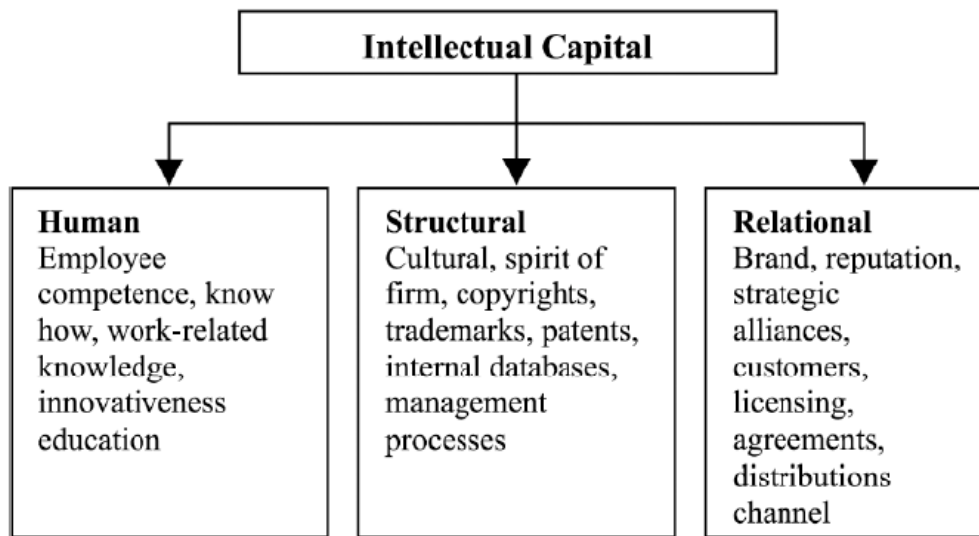 Intellectual Capital
Human
Employee
competence, know
how, work-related
knowledge,
innovativeness
education
Structural
Cultural, spirit of
firm, copyrights,
trademarks, patents,
internal databases,
management
processes
Relational
Brand, reputation,
strategic
alliances,
customers,
licensing,
agreements,
distributions
channel